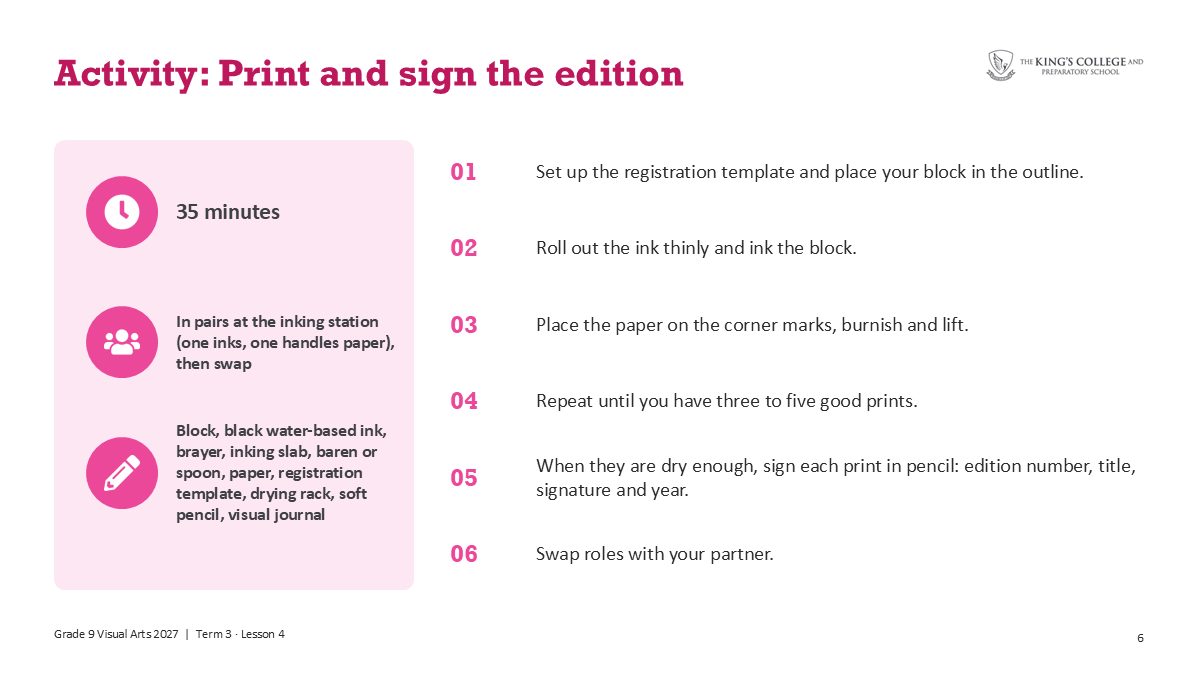 Activity: Print and sign the edition
THE KING'S COLLEGE AND
PREPARATORY SCHOOL
35 minutes
In pairs at the inking station
(one inks, one handles paper),
then swap
Block, black water-based ink,
brayer, inking slab, baren or
spoon, paper, registration
template, drying rack, soft
pencil, visual journal
01 Set up the registration template and place your block in the outline.
02 Roll out the ink thinly and ink the block.
03 Place the paper on the corner marks, burnish and lift.
04 Repeat until you have three to five good prints.
05 When they are dry enough, sign each print in pencil: edition number, title,
signature and year.
06 Swap roles with your partner.
Grade 9 Visual Arts 2027 | Term 3 · Lesson 4
6